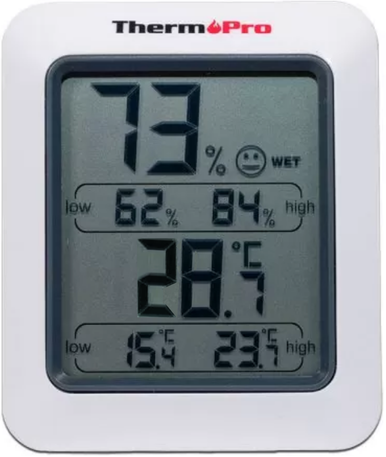 ThermoPro
73% WET
low 62% 84% high
28.7°C
low 15.4°C 23.7°C high